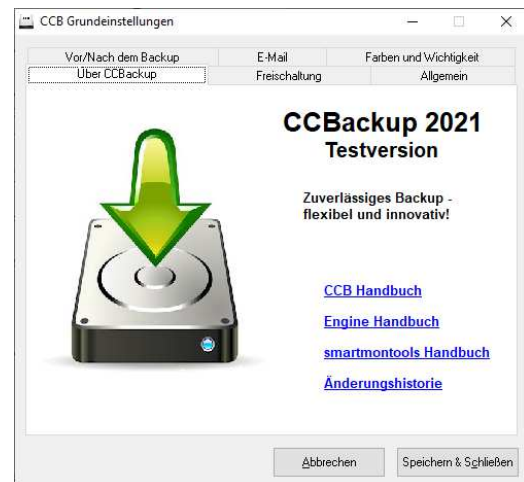 CCB Grundeinstellungen
Vor/Nach dem Backup E-Mail Farben und Wichtigkeit
Über CCBackup Freischaltung Allgemein
CCBackup 2021
Testversion
Zuverlässiges Backup -
flexibel und innovativ!
CCB Handbuch
Engine Handbuch
smartmontools Handbuch
Änderungshistorie
Abbrechen Speichern & Schließen